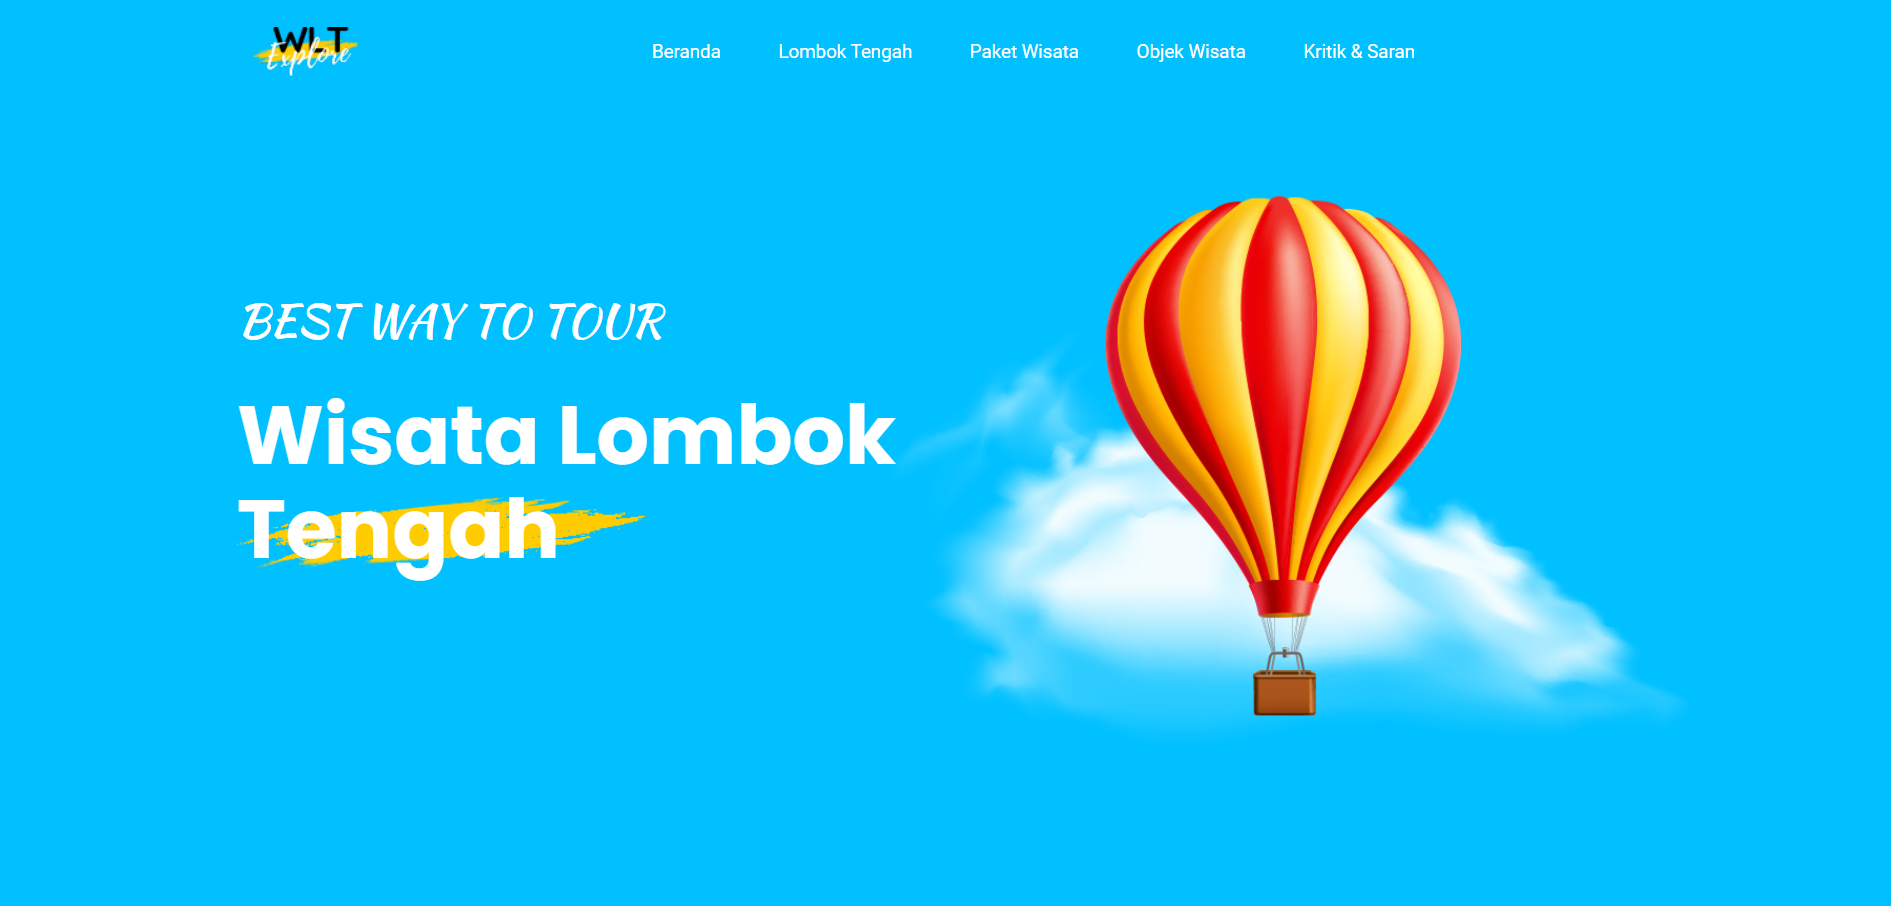 WLT
Explore
Beranda
Lombok Tengah
Paket Wisata
Objek Wisata
Kritik & Saran
BEST WAY TO TOUR
Wisata Lombok
Tengah